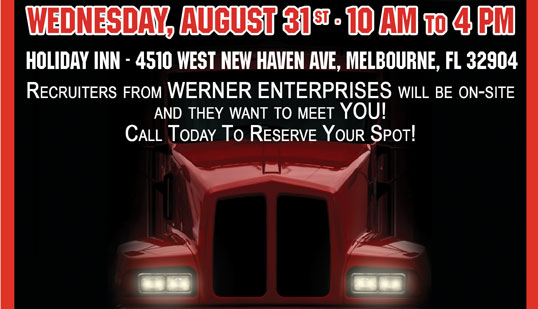 WEDNESDAY, AUGUST 31ST · 10 AM TO 4 PM
HOLIDAY INN - 4510 WEST NEW HAVEN AVE, MELBOURNE, FL 32904
RECRUITERS FROM WERNER ENTERPRISES WILL BE ON-SITE
AND THEY WANT TO MEET YOU!
CALL TODAY TO RESERVE YOUR SPOT!